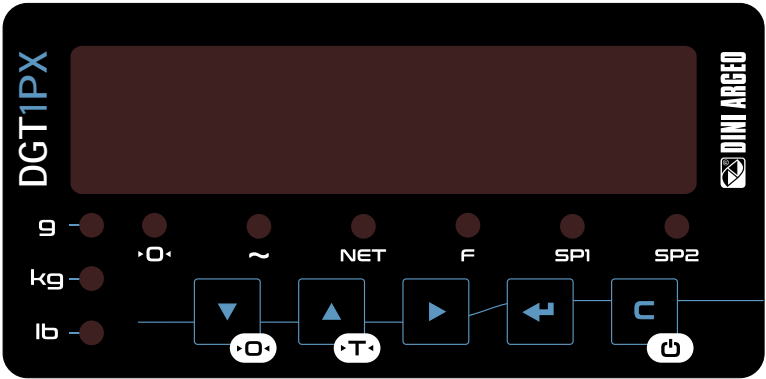 DGT1PX
DINI ARGEO
g
kg
lb
0
~
NET
F
SP1
SP2
C
0
T